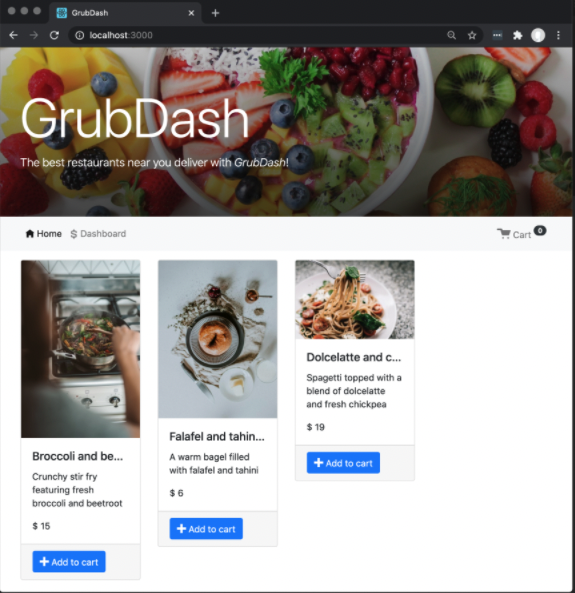 GrubDash
localhost:3000
GrubDash
The best restaurants near you deliver with GrubDash!
Home
$ Dashboard
Cart 0
Broccoli and be...
Crunchy stir fry
featuring fresh
broccoli and beetroot
$ 15
Add to cart
Falafel and tahin...
A warm bagel filled
with falafel and tahini
$ 6
Add to cart
Dolcelatte and c...
Spagetti topped with a
blend of dolcelatte
and fresh chickpea
$ 19
Add to cart